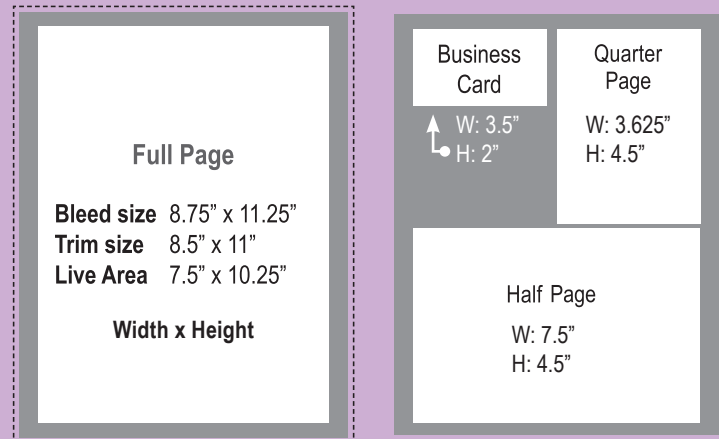 Full Page
Bleed size 8.75” x 11.25”
Trim size 8.5” x 11”
Live Area 7.5” x 10.25”
Width x Height
Business
Card
W: 3.5”
H: 2”
Quarter
Page
W: 3.625”
H: 4.5”
Half Page
W: 7.5”
H: 4.5”